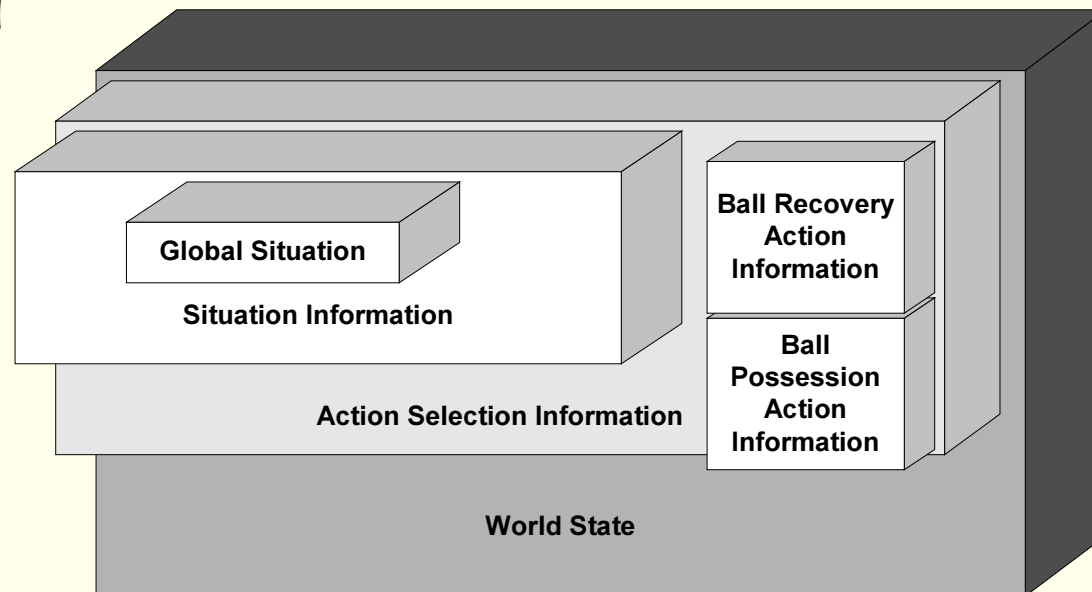 Global Situation
Situation Information
Ball Recovery
Action
Information
Ball
Possession
Action
Information
Action Selection Information
World State